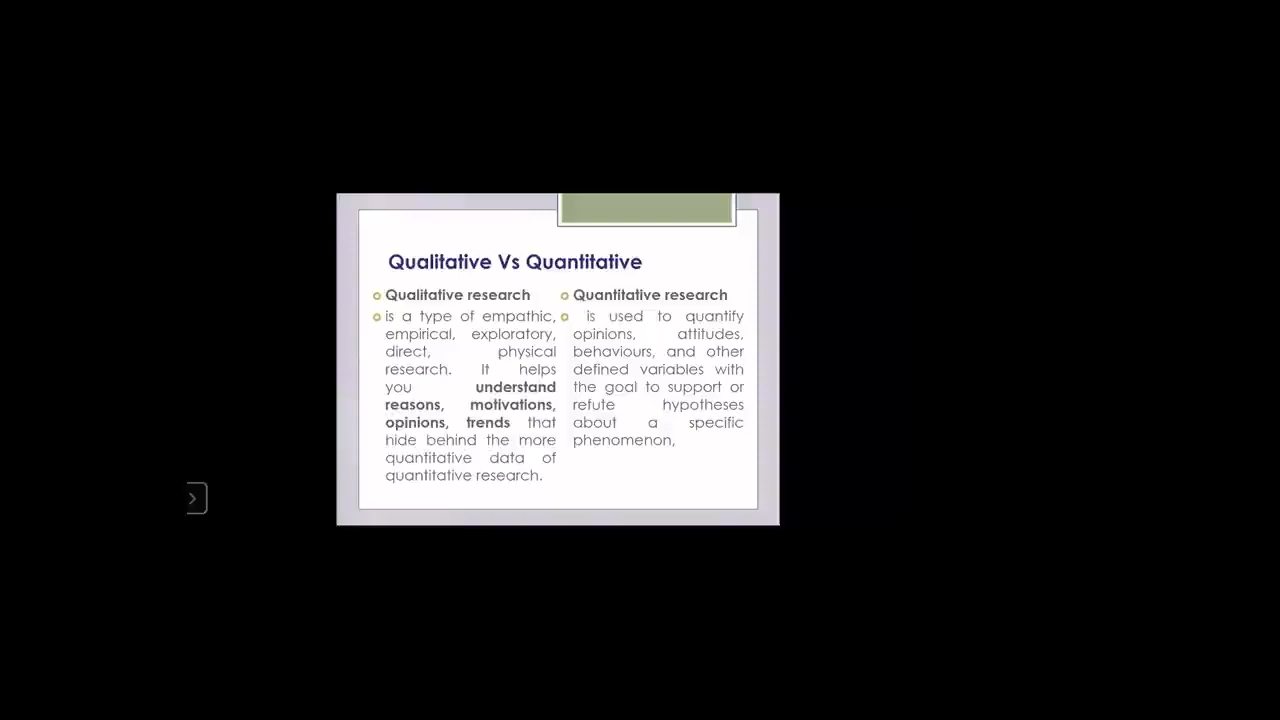 Qualitative Vs Quantitative
Qualitative research
is a type of empathic,
empirical, exploratory,
direct, physical
research. It helps
you understand
reasons, motivations,
opinions, trends that
hide behind the more
quantitative data of
quantitative research.
Quantitative research
is used to quantify
opinions, attitudes,
behaviours, and other
defined variables with
the goal to support or
refute hypotheses
about a specific
phenomenon,